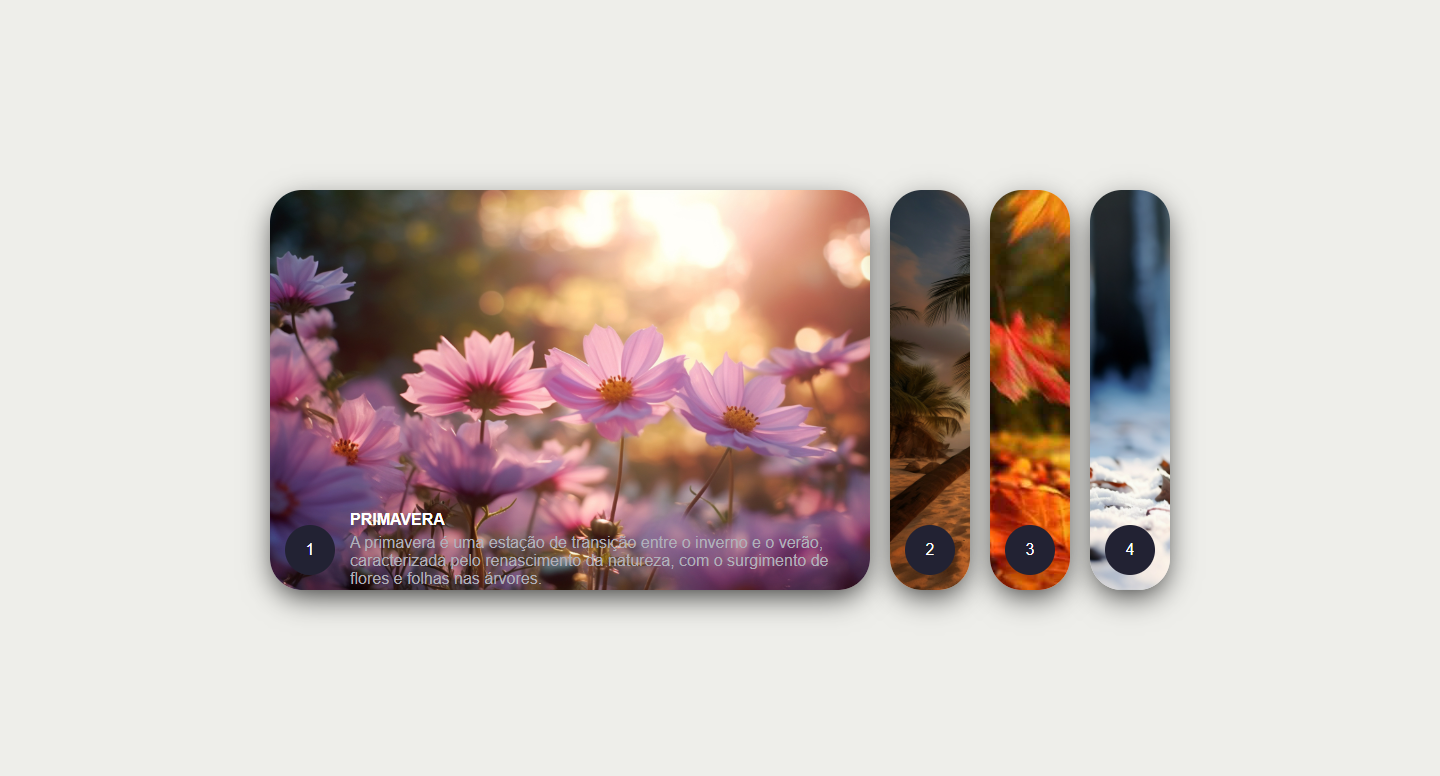 PRIMAVERA
1
A primavera é uma estação de transição entre o inverno e o verão,
caracterizada pelo renascimento da natureza, com o surgimento de
flores e folhas nas árvores.
2
3
4